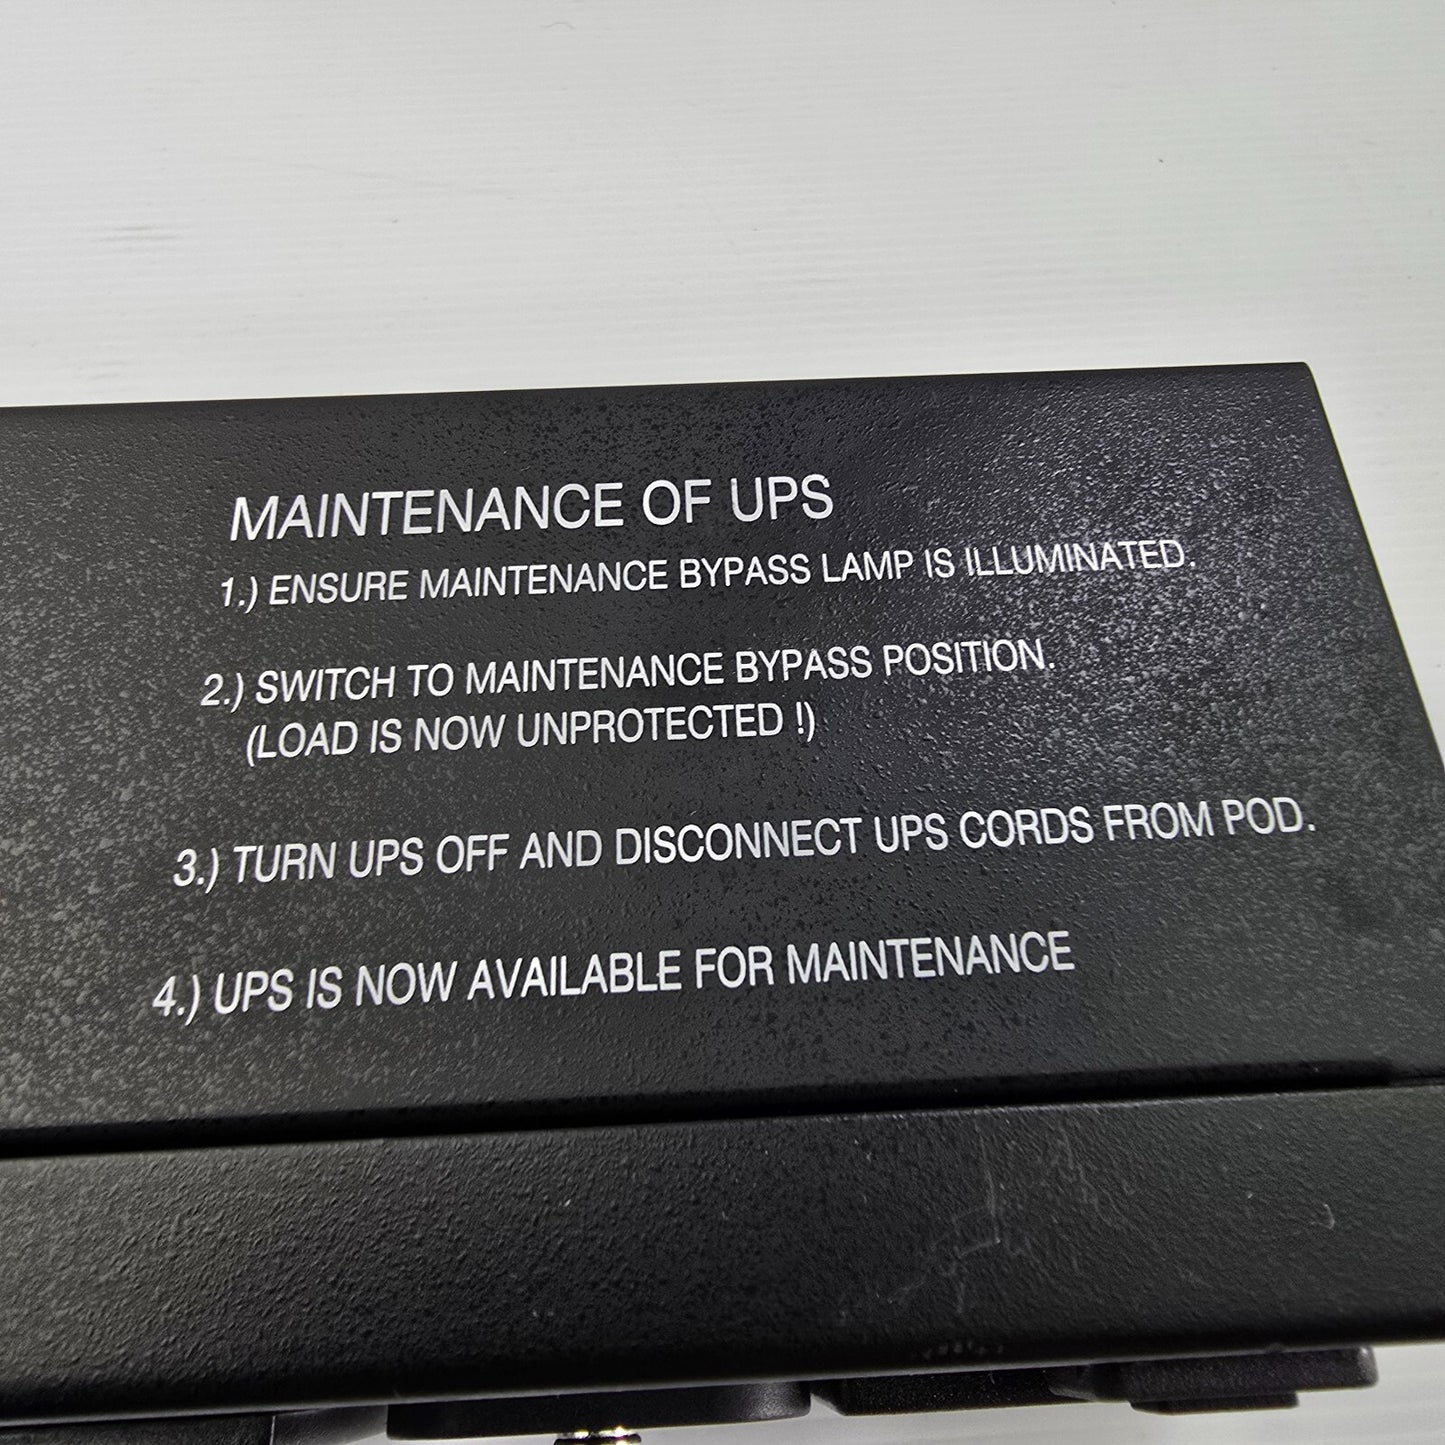 MAINTENANCE OF UPS
1.) ENSURE MAINTENANCE BYPASS LAMP IS ILLUMINATED.
2.) SWITCH TO MAINTENANCE BYPASS POSITION.
(LOAD IS NOW UNPROTECTED !)
3.) TURN UPS OFF AND DISCONNECT UPS CORDS FROM POD.
4.) UPS IS NOW AVAILABLE FOR MAINTENANCE